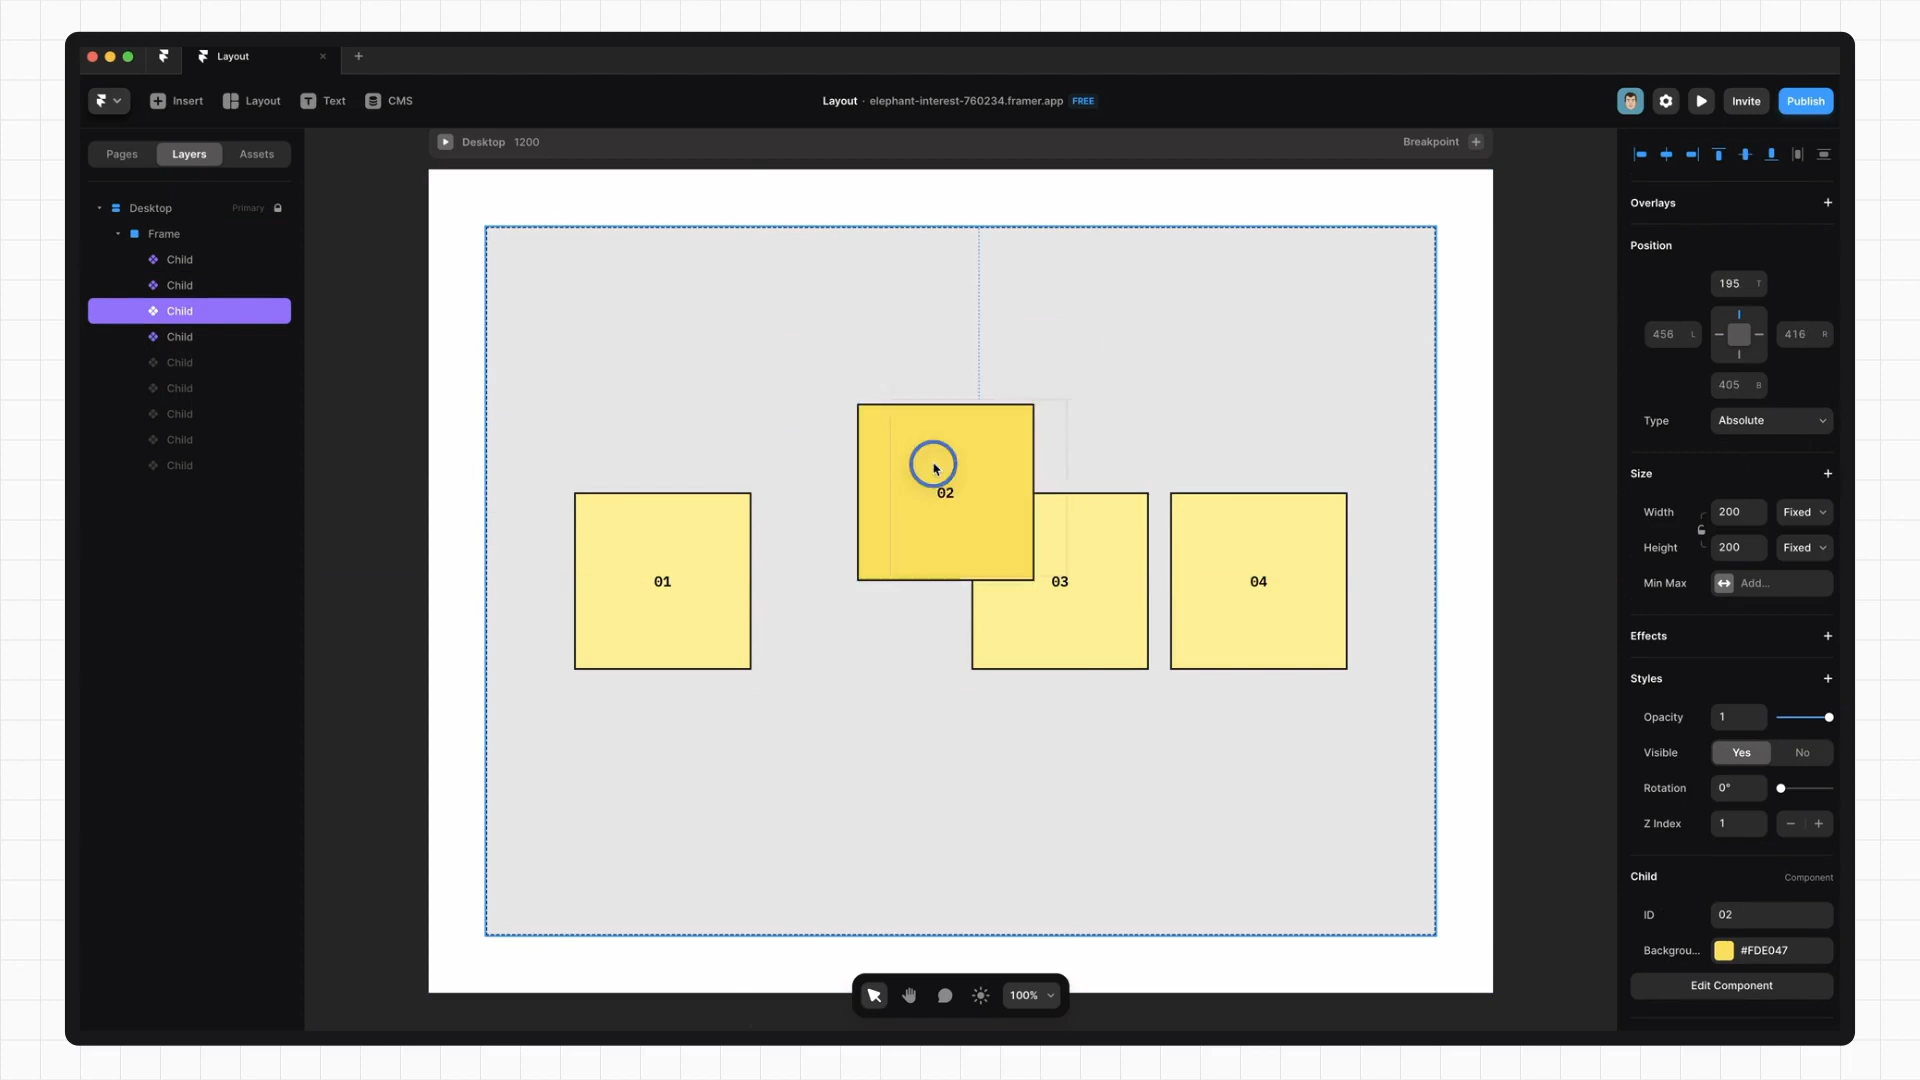 Layout
Insert
Layout
Text
CMS
Layout · elephant-interest-760234.framer.app FREE
Invite
Publish
Pages
Layers
Assets
Desktop 1200
Breakpoint
Desktop
Primary
Frame
Child
Child
Child
Child
Child
Child
Child
Child
Child
01
02
03
04
100%
Overlays
Position
195 T
456 L
416 R
405 B
Type Absolute
Size
Width 200 Fixed
Height 200 Fixed
Min Max Add...
Effects
Styles
Opacity 1
Visible Yes No
Rotation 0°
Z Index 1
Child Component
ID 02
Backgrou... #FDE047
Edit Component